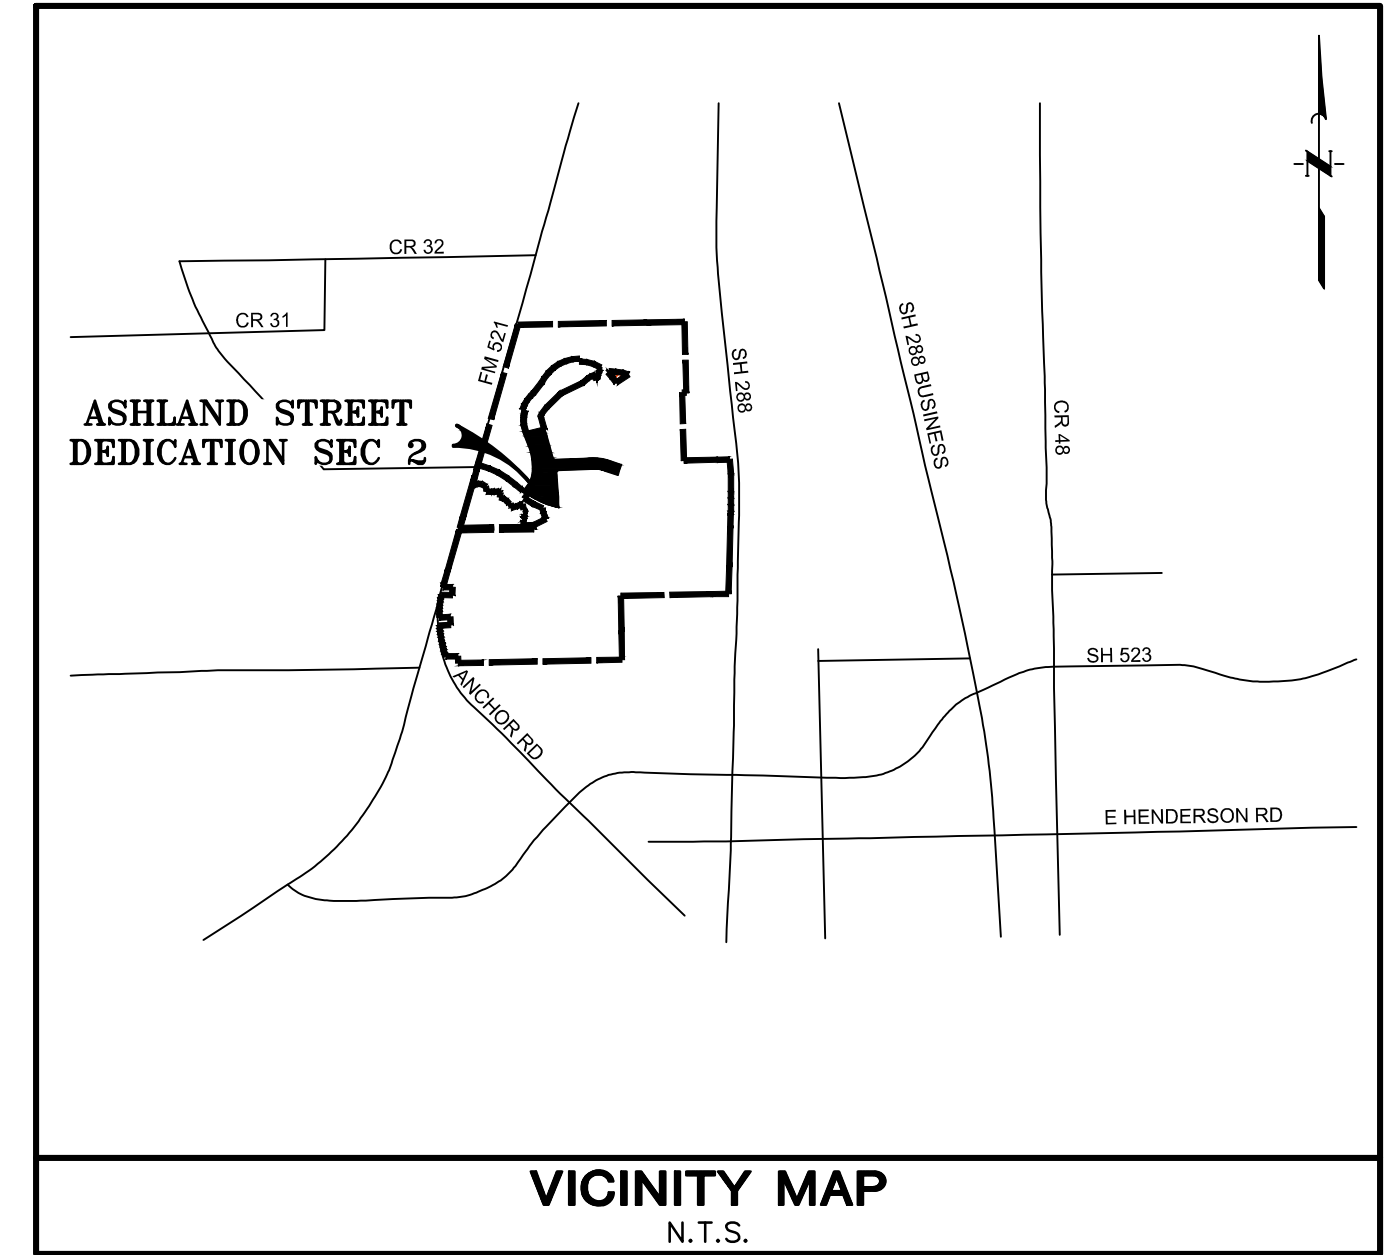 N
CR 32
CR 31
FM 521
SH 288
SH 288 BUSINESS
CR 48
ASHLAND STREET
DEDICATION SEC 2
SH 523
ANCHOR RD
E HENDERSON RD
VICINITY MAP
N.T.S.